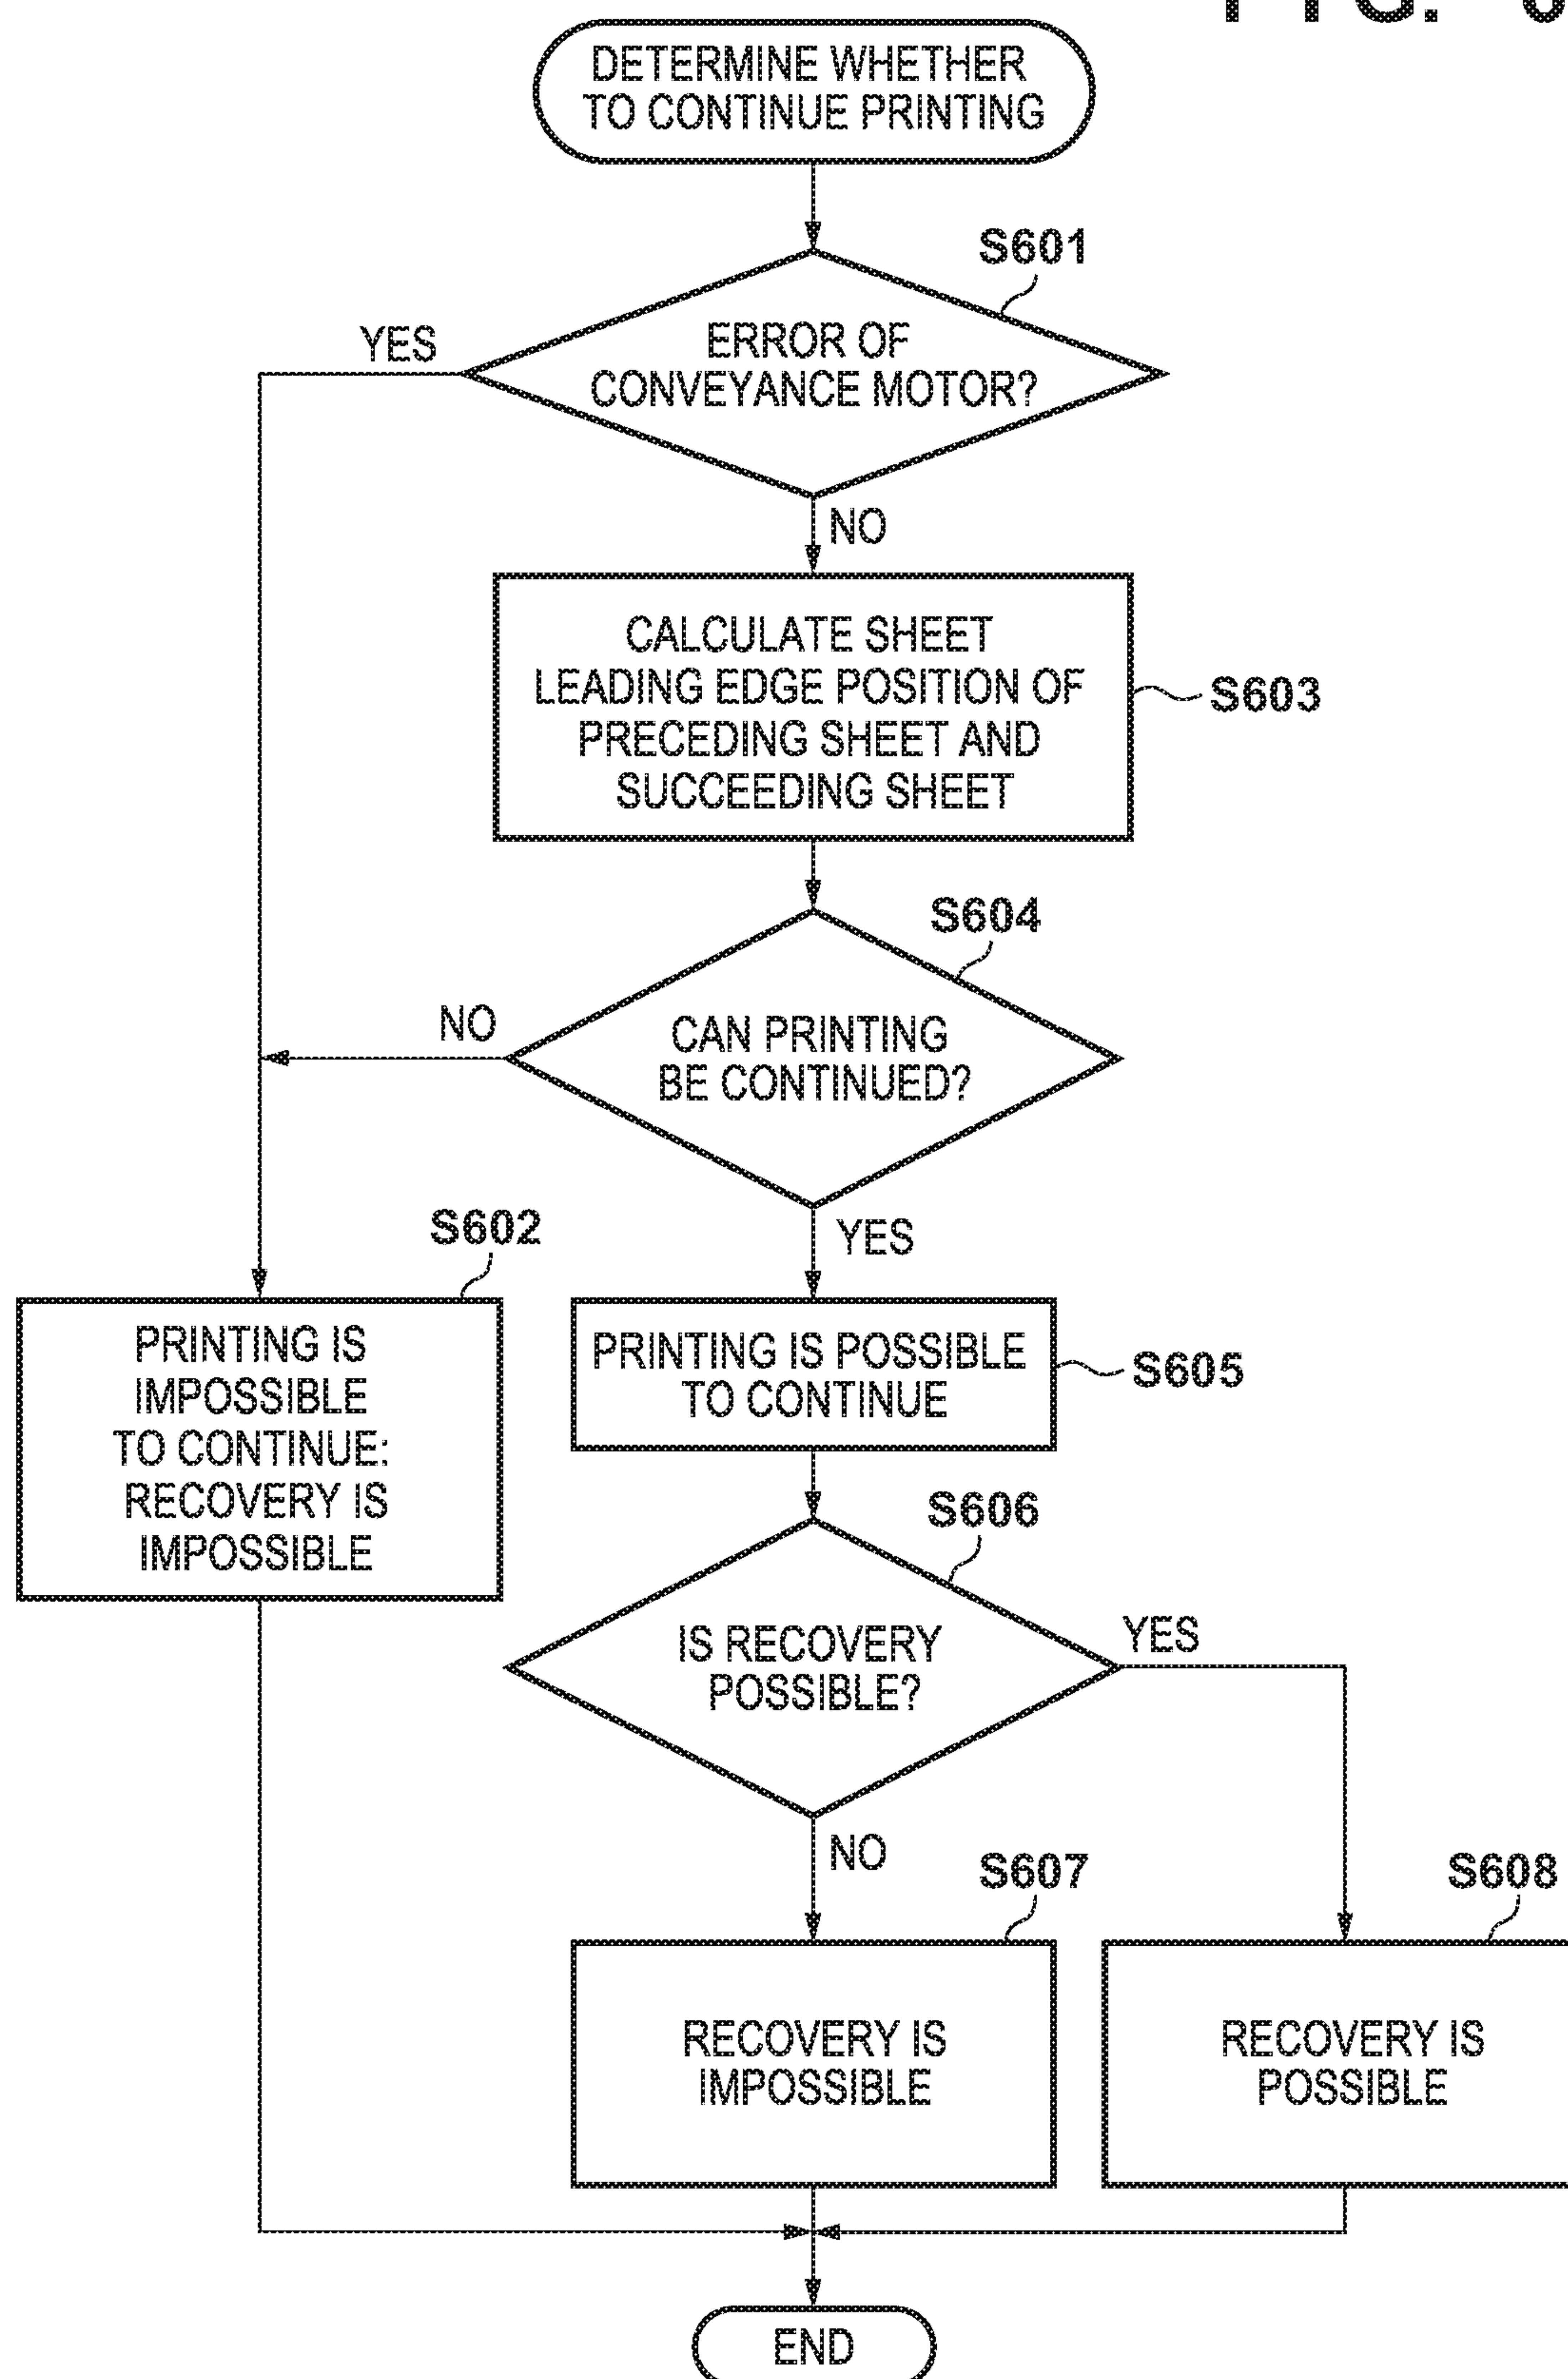 FIG.
DETERMINE WHETHER
TO CONTINUE PRINTING
S601
YES
ERROR OF
CONVEYANCE MOTOR?
NO
CALCULATE SHEET
LEADING EDGE POSITION OF
PRECEDING SHEET AND
SUCCEEDING SHEET
S603
S604
NO
CAN PRINTING
BE CONTINUED?
YES
S602
PRINTING IS
IMPOSSIBLE
TO CONTINUE:
RECOVERY IS
IMPOSSIBLE
PRINTING IS POSSIBLE
TO CONTINUE
S605
S606
IS RECOVERY
POSSIBLE?
YES
NO
S607
S608
RECOVERY IS
IMPOSSIBLE
RECOVERY IS
POSSIBLE
END